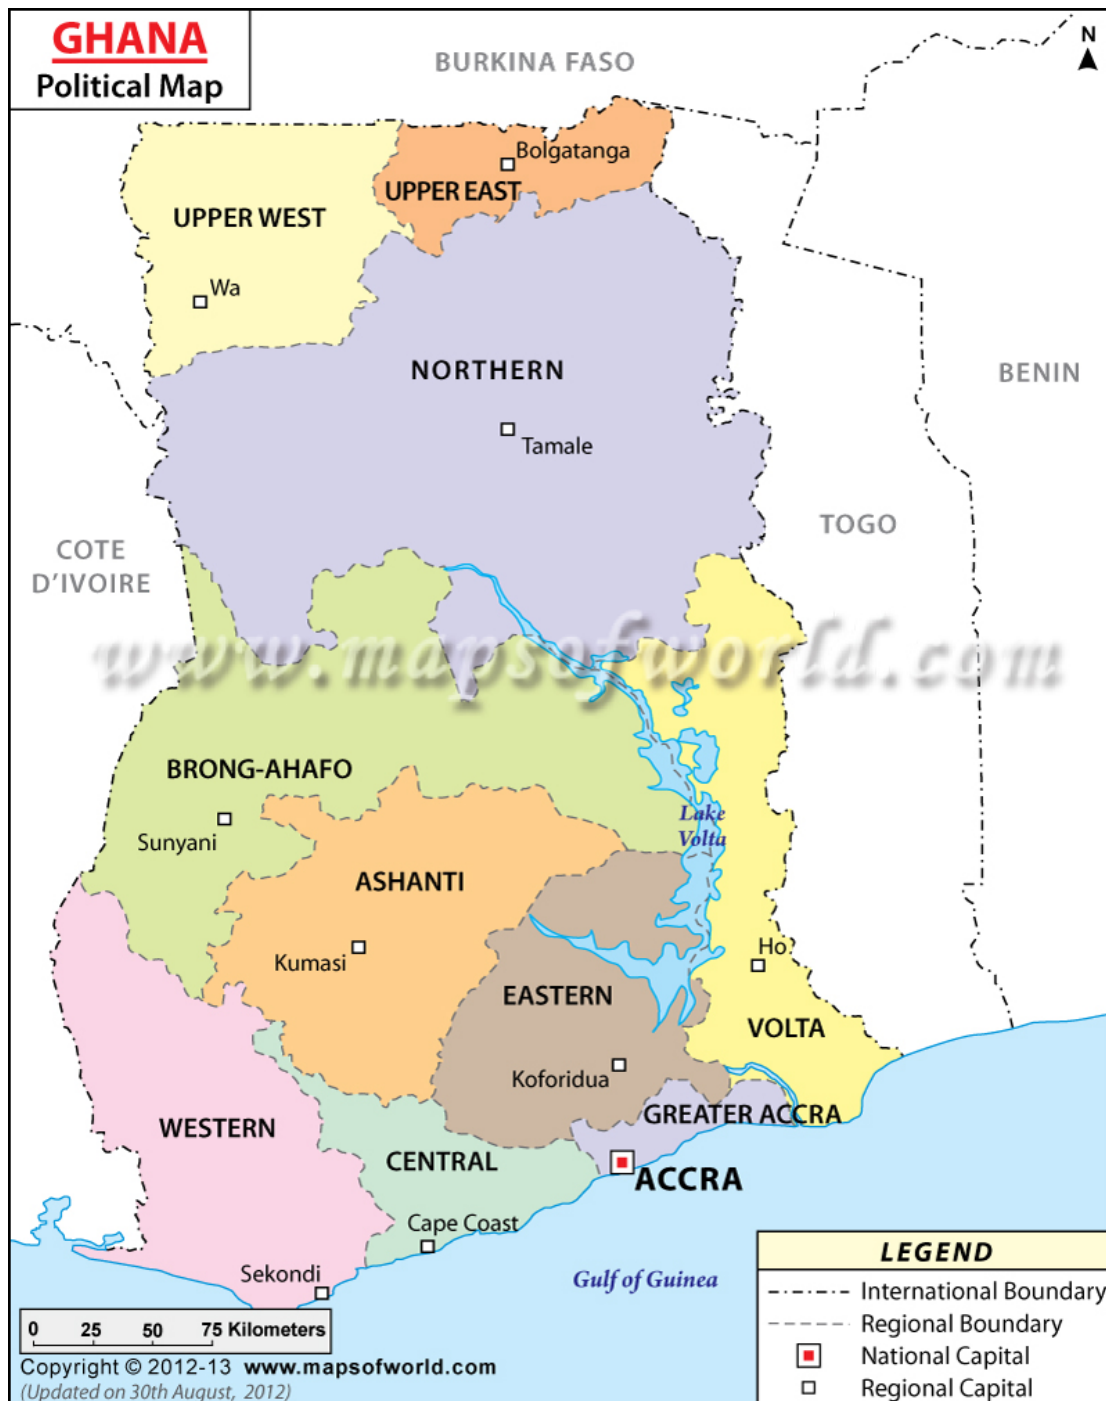 GHANA
Political Map
N
BURKINA FASO
Bolgatanga
UPPER EAST
UPPER WEST
Wa
NORTHERN
BENIN
Tamale
TOGO
COTE
D'IVOIRE
www.mapsofworld.com
BRONG-AHAFO
Sunyani
Lake
Volta
ASHANTI
Kumasi
Ho
EASTERN
VOLTA
Koforidua
GREATER ACCRA
WESTERN
CENTRAL
ACCRA
Cape Coast
Sekondi
Gulf of Guinea
LEGEND
International Boundary
Regional Boundary
National Capital
Regional Capital
0 25 50 75 Kilometers
Copyright © 2012-13 www.mapsofworld.com
(Updated on 30th August, 2012)